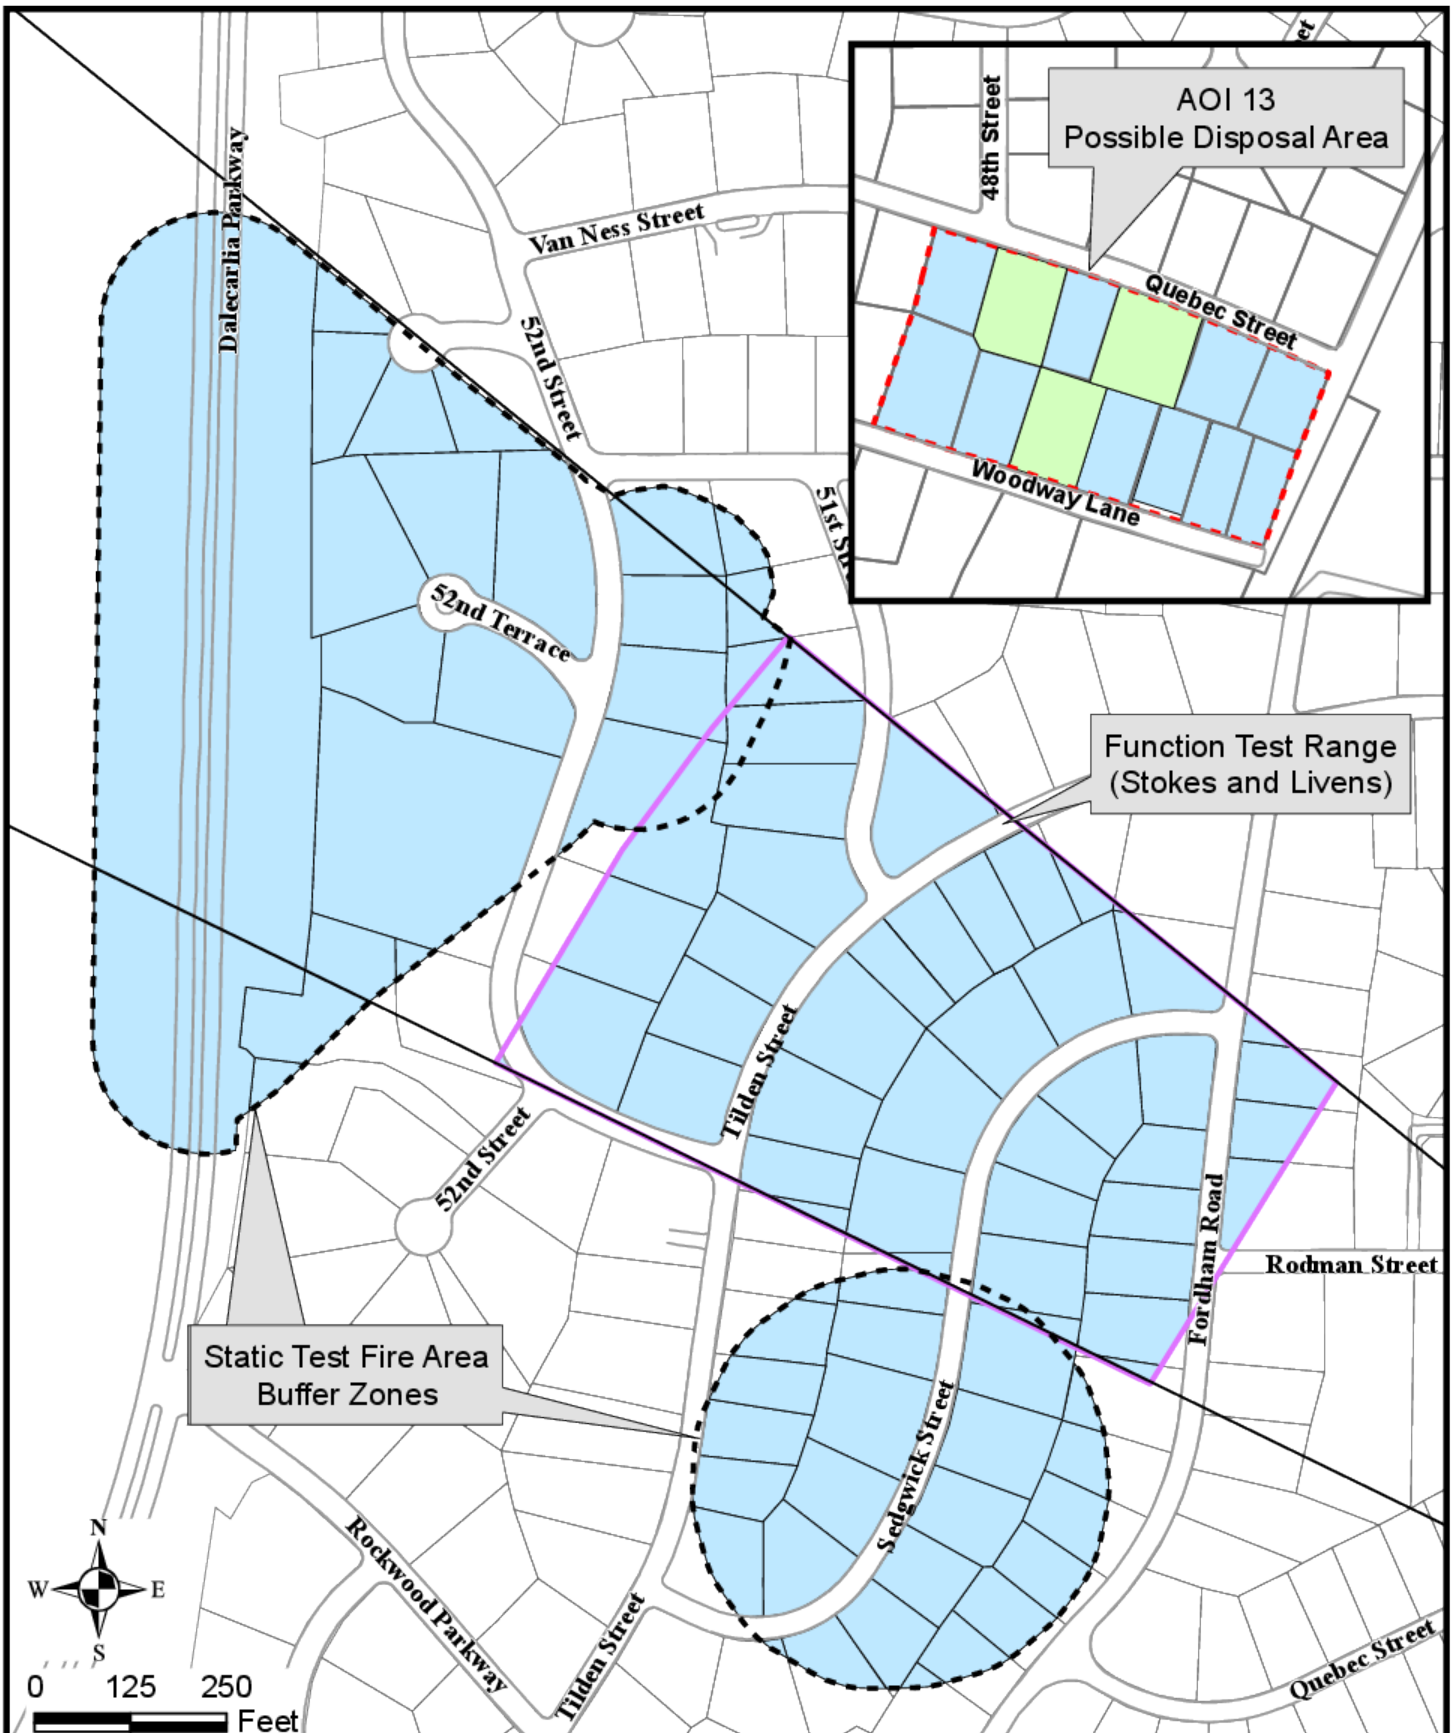 Dalecarlia Parkway
Van Ness Street
52nd Street
51st
52nd Terrace
48th Street
AOI 13
Possible Disposal Area
Quebec Street
Woodway Lane
Function Test Range
(Stokes and Livens)
Tilden Street
52nd Street
Fordham Road
Rodman Street
Static Test Fire Area
Buffer Zones
Sedgwick Street
Rockwood Parkway
Tilden Street
Quebec Street
N
W
E
S
0 125 250
Feet